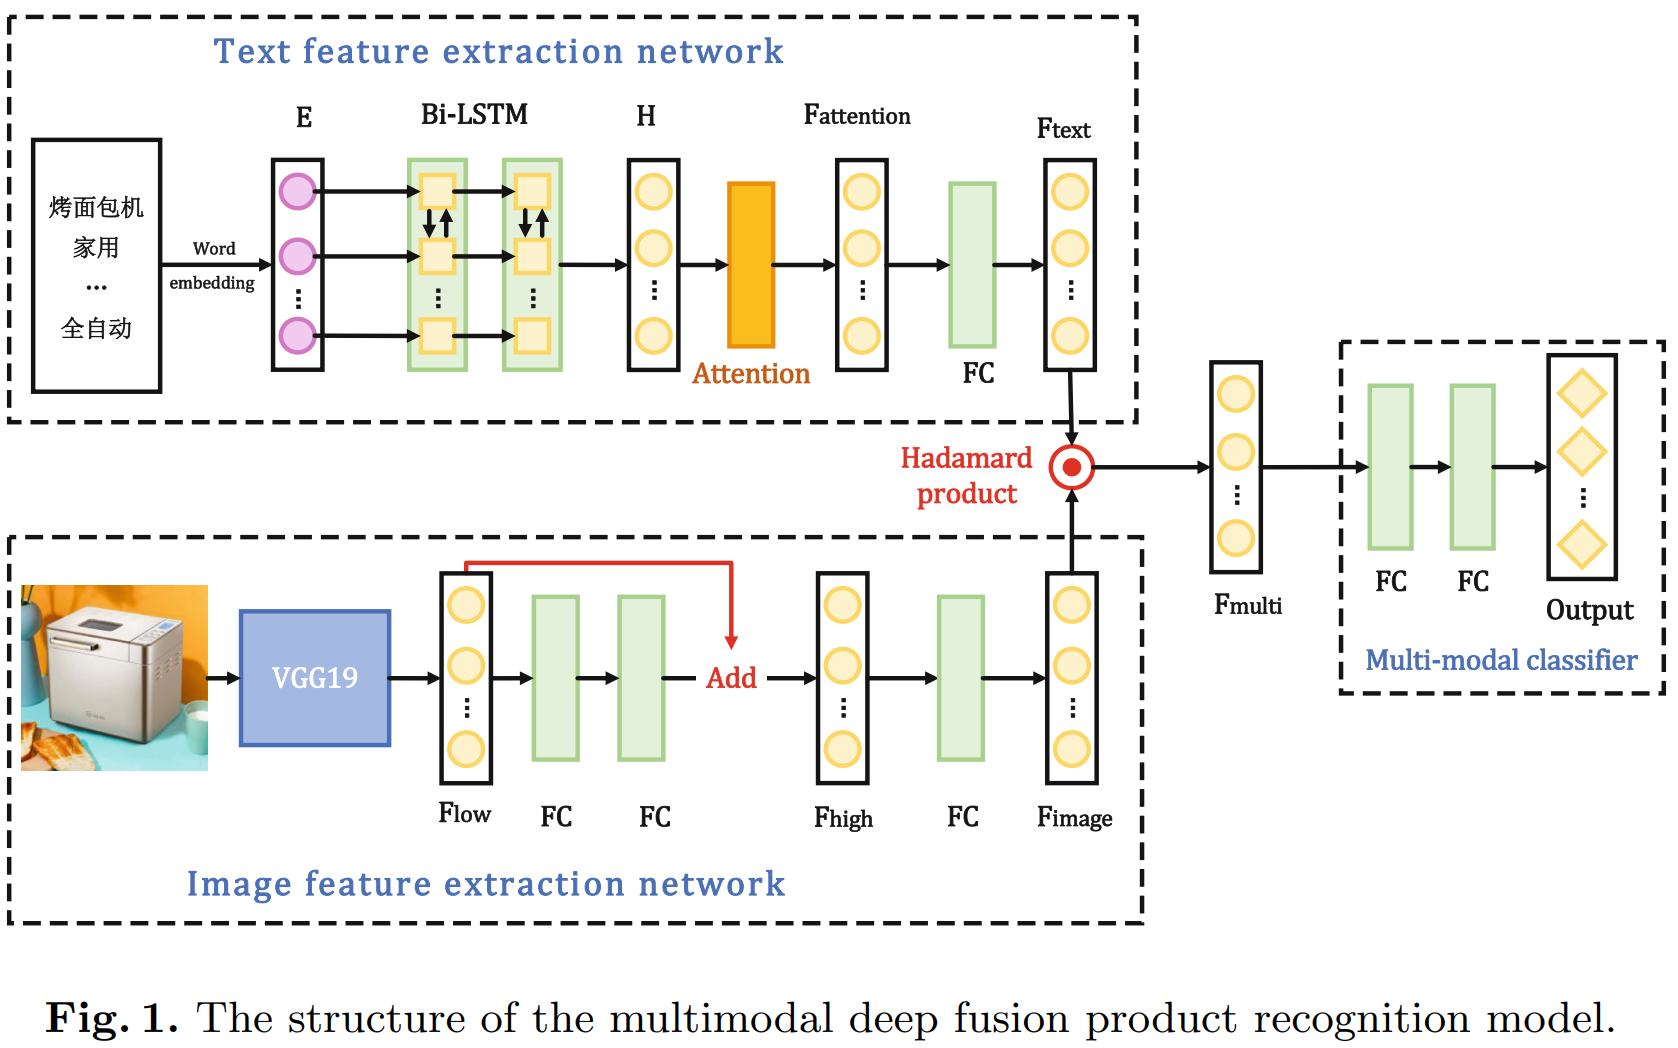 Text feature extraction network
E
Bi-LSTM
H
Fattention
Ftext
烤面包机
家用
...
全自动
Word
embedding
Attention
FC
Hadamard
product
Fmulti
FC
FC
Output
Multi-modal classifier
VGG19
Add
Flow
FC
FC
Fhigh
FC
Fimage
Image feature extraction network
Fig. 1. The structure of the multimodal deep fusion product recognition model.